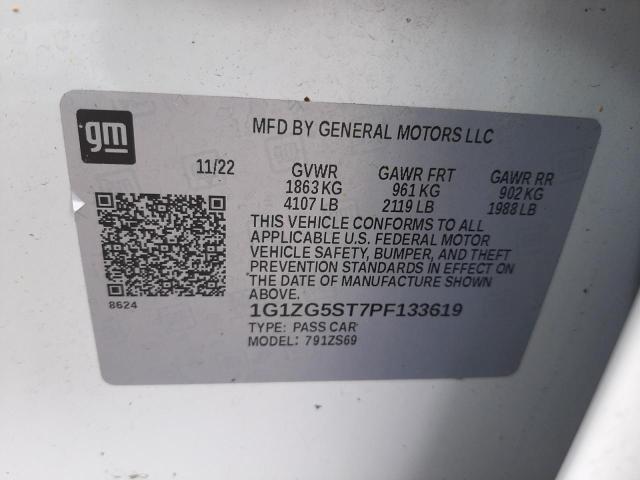 gm
MFD BY GENERAL MOTORS LLC
11/22 GVWR GAWR FRT GAWR RR
1863 KG 961 KG 902 KG
4107 LB 2119 LB 1988 LB
THIS VEHICLE CONFORMS TO ALL
APPLICABLE U.S. FEDERAL MOTOR
VEHICLE SAFETY, BUMPER, AND THEFT
PREVENTION STANDARDS IN EFFECT ON
THE DATE OF MANUFACTURE SHOWN
ABOVE.
8624
1G1ZG5ST7PF133619
TYPE: PASS CAR
MODEL: 791ZS69